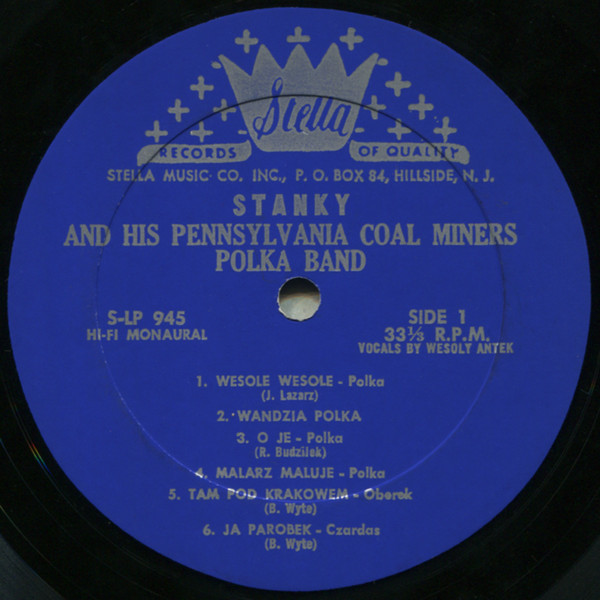 Stella
RECORDS OF QUALITY
STELLA MUSIC CO. INC., P. O. BOX 84, HILLSIDE, N. J.
STANKY
AND HIS PENNSYLVANIA COAL MINERS
POLKA BAND
S-LP 945
HI-FI MONAURAL
SIDE 1
33⅓ R.P.M.
VOCALS BY WESOLY ANTEK
1. WESOLE WESOLE - Polka
(J. Lazarz)
2. WANDZIA POLKA
3. O JE - Polka
(R. Budzilek)
4. MALARZ MALUJE - Polka
5. TAM POD KRAKOWEM - Oberek
(B. Wyte)
6. JA PAROBEK - Czardas
(B. Wyte)